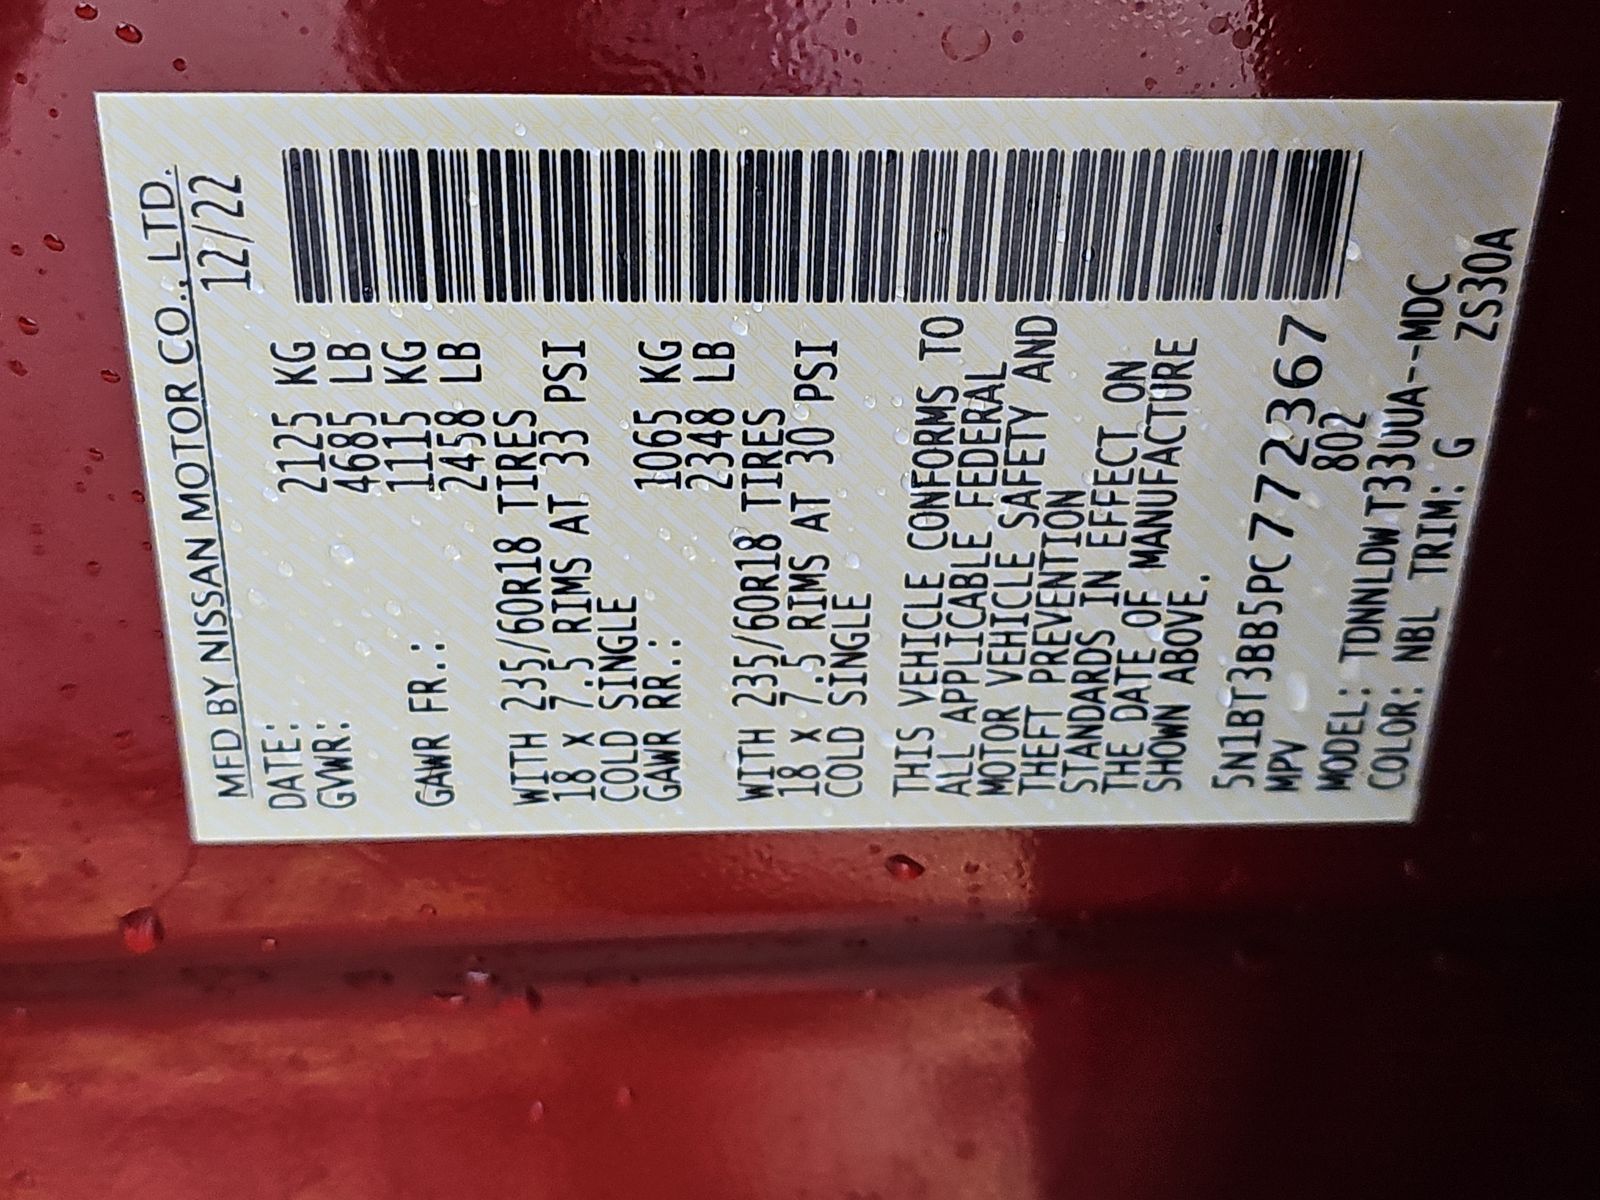 MFD BY NISSAN MOTOR CO., LTD.
DATE: 12/22
GVWR: 2125 KG
4685 LB
GAWR FR.: 1115 KG
2458 LB
WITH 235/60R18 TIRES
18 x 7.5 RIMS AT 33 PSI
COLD SINGLE
GAWR RR.: 1065 KG
2348 LB
WITH 235/60R18 TIRES
18 x 7.5 RIMS AT 30 PSI
COLD SINGLE
THIS VEHICLE CONFORMS TO
ALL APPLICABLE FEDERAL
MOTOR VEHICLE SAFETY AND
THEFT PREVENTION
STANDARDS IN EFFECT ON
THE DATE OF MANUFACTURE
SHOWN ABOVE.
5N1BT3BB5PC772367
MPV 802
MODEL: TDNNLDWT33UUA--MDC
COLOR: NBL TRIM: G ZS30A